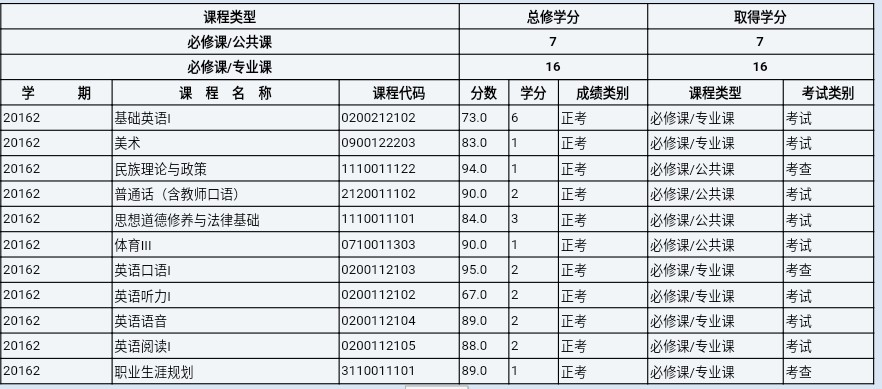 课程类型 总修学分 取得学分
必修课/公共课 7 7
必修课/专业课 16 16
学 期 课 程 名 称 课程代码 分数 学分 成绩类别 课程类型 考试类别
20162 基础英语I 0200212102 73.0 6 正考 必修课/专业课 考试
20162 美术 0900122203 83.0 1 正考 必修课/专业课 考试
20162 民族理论与政策 1110011122 94.0 1 正考 必修课/公共课 考查
20162 普通话（含教师口语） 2120011102 90.0 2 正考 必修课/公共课 考试
20162 思想道德修养与法律基础 1110011101 84.0 3 正考 必修课/公共课 考试
20162 体育III 0710011303 90.0 1 正考 必修课/公共课 考试
20162 英语口语I 0200112103 95.0 2 正考 必修课/专业课 考查
20162 英语听力I 0200112102 67.0 2 正考 必修课/专业课 考试
20162 英语语音 0200112104 89.0 2 正考 必修课/专业课 考试
20162 英语阅读I 0200112105 88.0 2 正考 必修课/专业课 考试
20162 职业生涯规划 3110011101 89.0 1 正考 必修课/专业课 考查